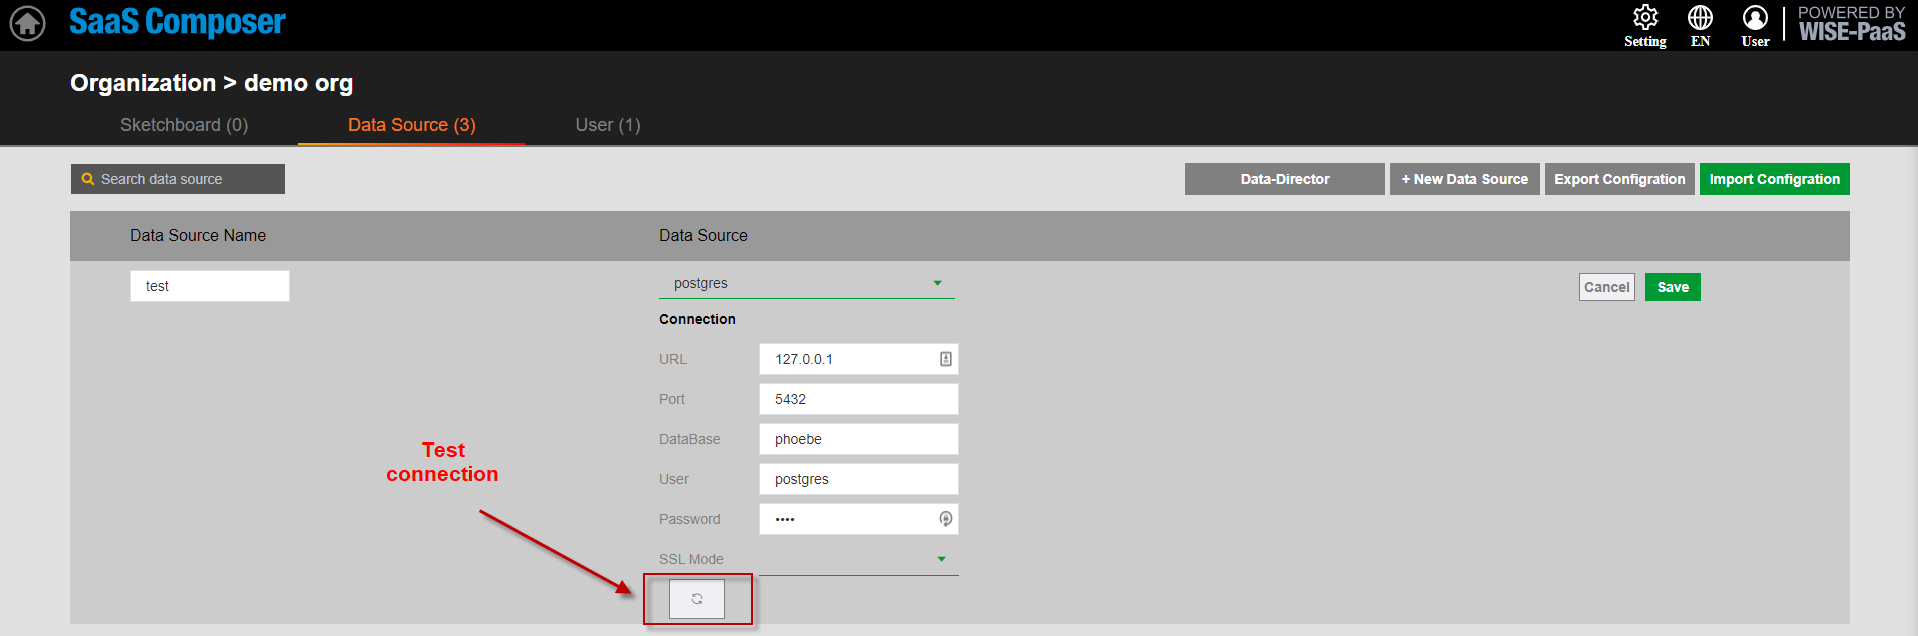 SaaS Composer
Setting
EN
User
POWERED BY
WISE-PaaS
Organization > demo org
Sketchboard (0)
Data Source (3)
User (1)
Search data source
Data-Director
+ New Data Source
Export Configration
Import Configration
Data Source Name
Data Source
test
postgres
Cancel
Save
Connection
URL
127.0.0.1
Port
5432
DataBase
phoebe
User
postgres
Password
••••
SSL Mode
Test
connection